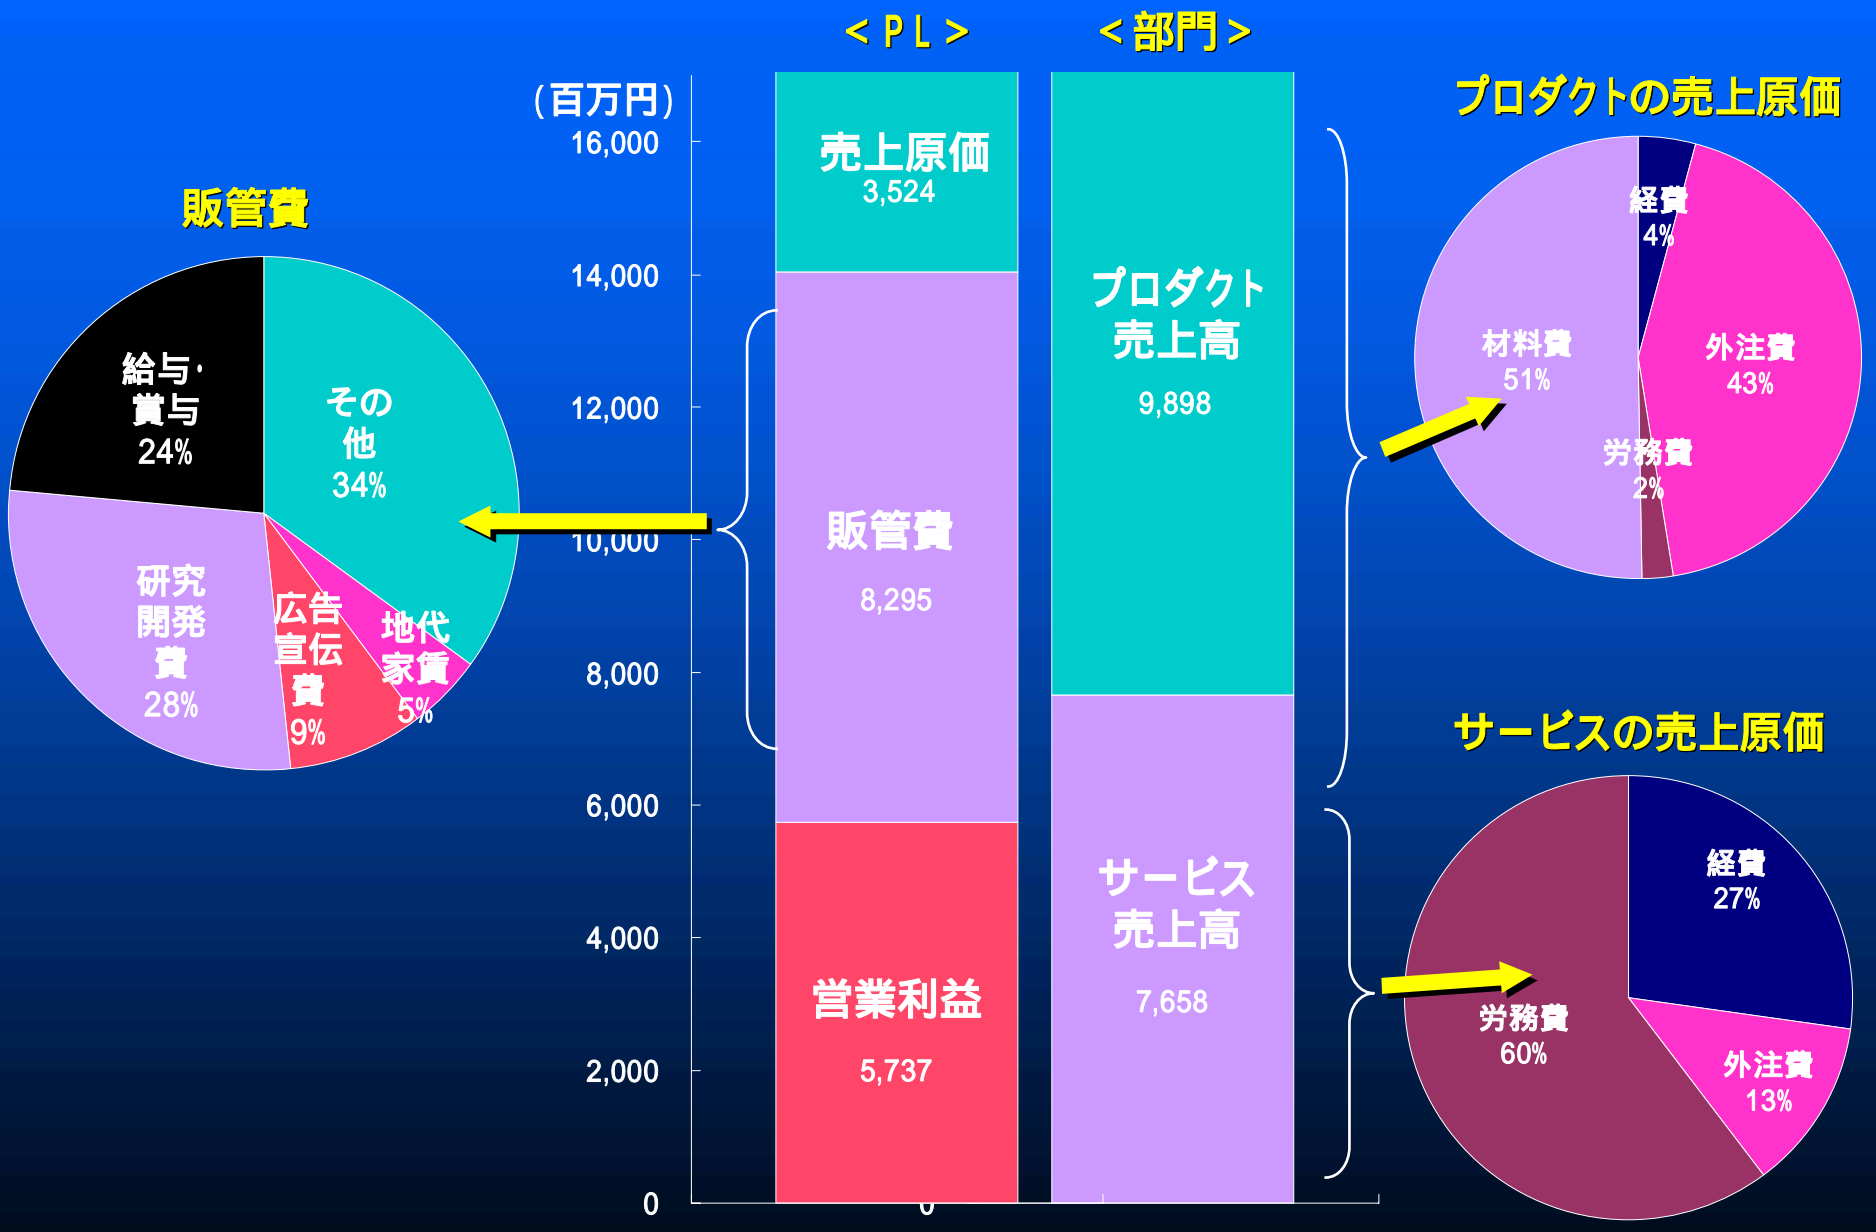 ＜ＰＬ＞
＜部門＞
(百万円)
16,000
14,000
12,000
10,000
8,000
6,000
4,000
2,000
0
0
売上原価
3,524
販管費
8,295
営業利益
5,737
プロダクト
売上高
9,898
サービス
売上高
7,658
販管費
給与・
賞与
24%
その
他
34%
研究
開発
費
28%
広告
宣伝
費
9%
地代
家賃
5%
プロダクトの売上原価
経費
4%
材料費
51%
外注費
43%
労務費
2%
サービスの売上原価
経費
27%
労務費
60%
外注費
13%